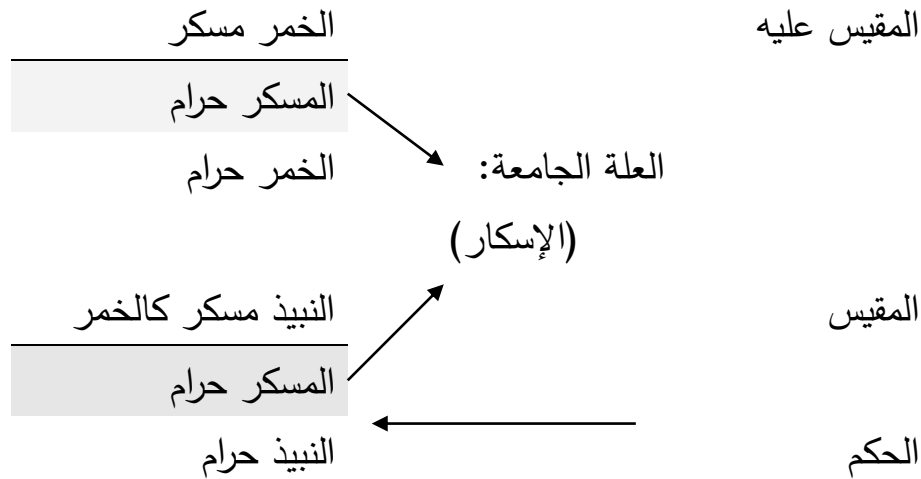 المقيس عليه الخمر مسكر
المسكر حرام
العلة الجامعة: الخمر حرام
(الإسكار)
المقيس النبيذ مسكر كالخمر
المسكر حرام
الحكم النبيذ حرام